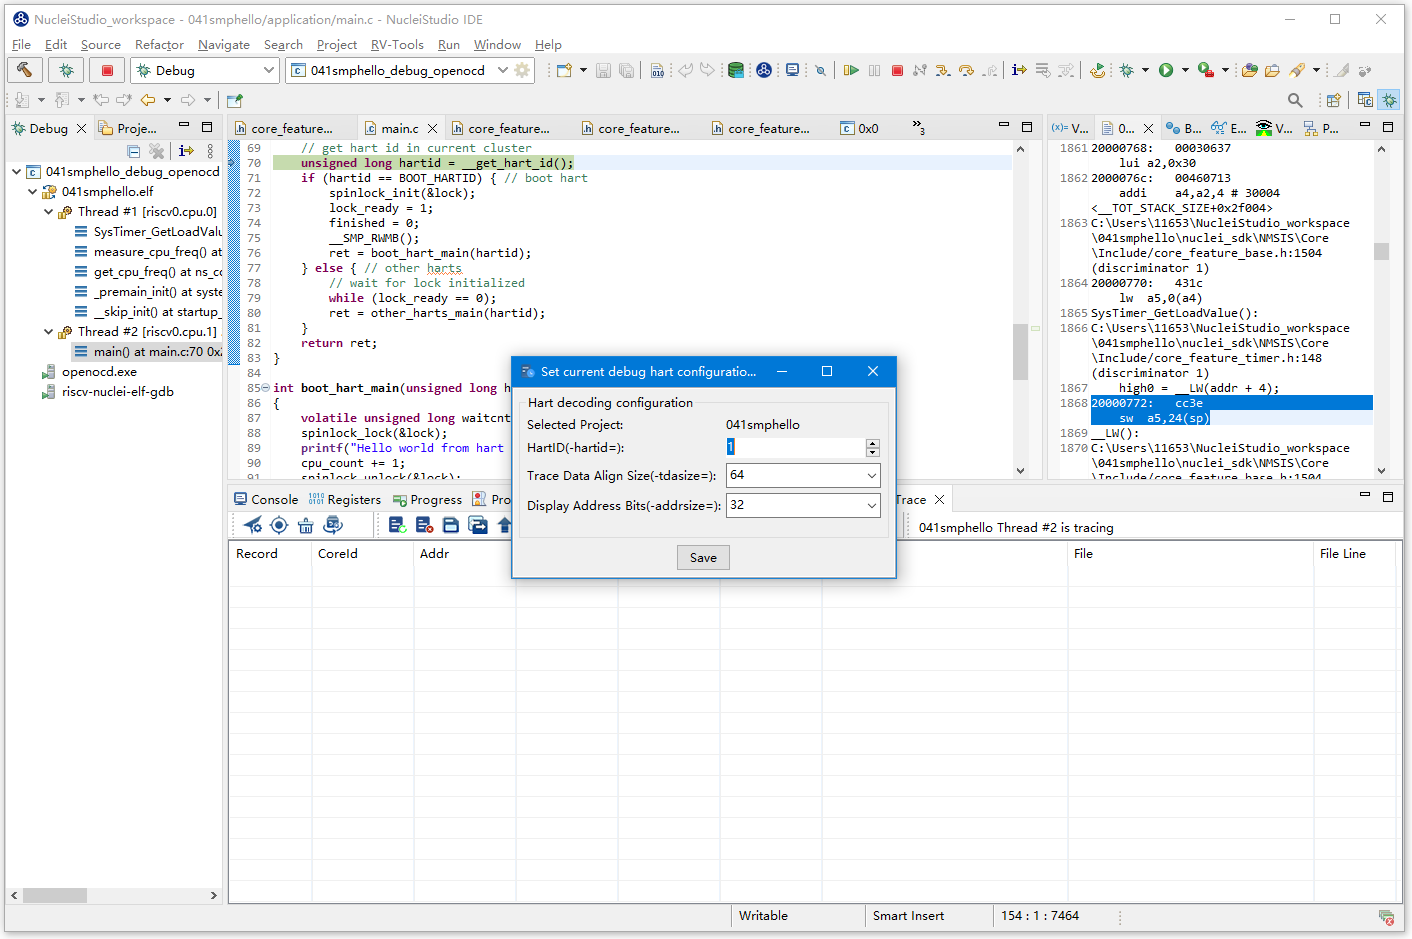 NucleiStudio_workspace - 041smphello/application/main.c - NucleiStudio IDE
File Edit Source Refactor Navigate Search Project RV-Tools Run Window Help
Debug
041smphello_debug_openocd
Debug
Proje...
041smphello_debug_openocd
041smphello.elf
Thread #1 [riscv0.cpu.0]
SysTimer_GetLoadValu
measure_cpu_freq() at
get_cpu_freq() at ns_cc
_premain_init() at syste
__skip_init() at startup_
Thread #2 [riscv0.cpu.1]
main() at main.c:70 0x2
openocd.exe
riscv-nuclei-elf-gdb
core_feature...
main.c
core_feature...
core_feature...
core_feature...
0x0
»3
69 // get hart id in current cluster
70 unsigned long hartid = __get_hart_id();
71 if (hartid == BOOT_HARTID) { // boot hart
72 spinlock_init(&lock);
73 lock_ready = 1;
74 finished = 0;
75 __SMP_RWMB();
76 ret = boot_hart_main(hartid);
77 } else { // other harts
78 // wait for lock initialized
79 while (lock_ready == 0);
80 ret = other_harts_main(hartid);
81 }
82 return ret;
83 }
84
85 int boot_hart_main(unsigned long h
86 {
87 volatile unsigned long waitcnt
88 spinlock_lock(&lock);
89 printf("Hello world from hart
90 cpu_count += 1;
91 spinlock_unlock(&lock);
(x)= V...
0...
B...
E...
V...
P...
1861 20000768: 00030637
lui a2,0x30
1862 2000076c: 00460713
addi a4,a2,4 # 30004
<__TOT_STACK_SIZE+0x2f004>
1863 C:\Users\11653\NucleiStudio_workspace
\041smphello\nuclei_sdk\NMSIS\Core
\Include/core_feature_base.h:1504
(discriminator 1)
1864 20000770: 431c
lw a5,0(a4)
1865 SysTimer_GetLoadValue():
1866 C:\Users\11653\NucleiStudio_workspace
\041smphello\nuclei_sdk\NMSIS\Core
\Include/core_feature_timer.h:148
(discriminator 1)
1867 high0 = __LW(addr + 4);
1868 20000772: cc3e
sw a5,24(sp)
1869 __LW():
1870 C:\Users\11653\NucleiStudio_workspace
\041smphello\nuclei_sdk\NMSIS\Core
\Include/core_feature_base.h:1504
Set current debug hart configuratio...
Hart decoding configuration
Selected Project: 041smphello
HartID(-hartid=): 1
Trace Data Align Size(-tdasize=): 64
Display Address Bits(-addrsize=): 32
Save
Console
Registers
Progress
Pro
Trace
041smphello Thread #2 is tracing
Record CoreId Addr File File Line
Writable Smart Insert 154 : 1 : 7464